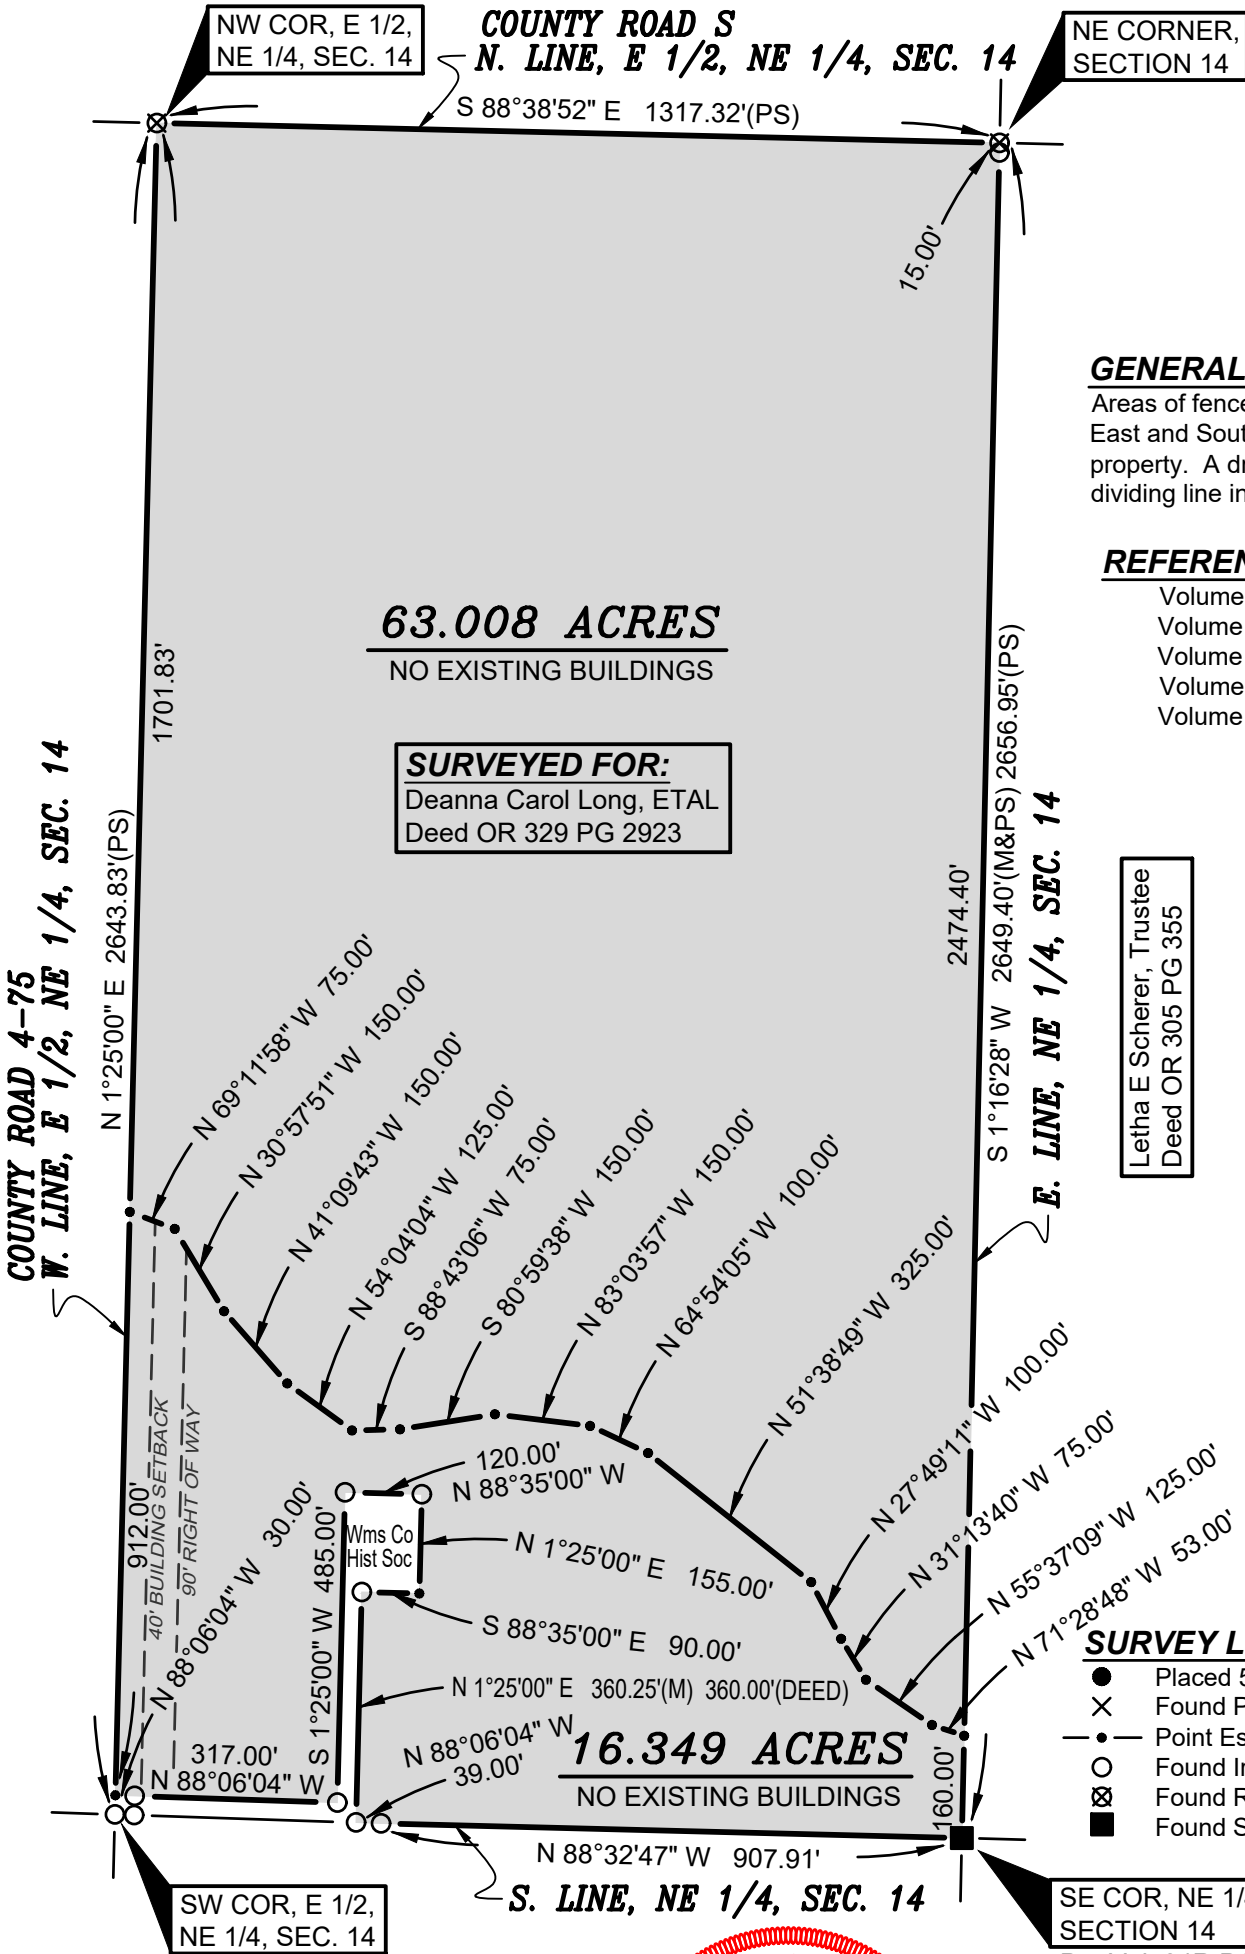 NW COR, E 1/2,
NE 1/4, SEC. 14
COUNTY ROAD S
N. LINE, E 1/2, NE 1/4, SEC. 14
NE CORNER,
SECTION 14
S 88°38'52" E 1317.32'(PS)
15.00'
GENERAL
Areas of fence
East and Sout
property. A dr
dividing line in
REFEREN
Volume
Volume
Volume
Volume
Volume
63.008 ACRES
NO EXISTING BUILDINGS
SURVEYED FOR:
Deanna Carol Long, ETAL
Deed OR 329 PG 2923
1701.83'
N 1°25'00" E 2643.83'(PS)
COUNTY ROAD 4-75
W. LINE, E 1/2, NE 1/4, SEC. 14
2474.40'
S 1°16'28" W 2649.40'(M&PS) 2656.95'(PS)
E. LINE, NE 1/4, SEC. 14
Letha E Scherer, Trustee
Deed OR 305 PG 355
N 69°11'58" W 75.00'
N 30°57'51" W 150.00'
N 41°09'43" W 150.00'
N 54°04'04" W 125.00'
S 88°43'06" W 75.00'
S 80°59'38" W 150.00'
N 83°03'57" W 150.00'
N 64°54'05" W 100.00'
N 51°38'49" W 325.00'
N 27°49'11" W 100.00'
N 31°13'40" W 75.00'
N 55°37'09" W 125.00'
N 71°28'48" W 53.00'
912.00'
40' BUILDING SETBACK
90' RIGHT OF WAY
N 88°06'04" W 30.00'
120.00'
N 88°35'00" W
Wms Co
Hist Soc
S 1°25'00" W 485.00'
N 1°25'00" E 155.00'
S 88°35'00" E 90.00'
N 1°25'00" E 360.25'(M) 360.00'(DEED)
N 88°06'04" W
39.00'
317.00'
N 88°06'04" W
16.349 ACRES
NO EXISTING BUILDINGS
160.00'
N 88°32'47" W 907.91'
S. LINE, NE 1/4, SEC. 14
SURVEY L
Placed 5
Found P
Point Es
Found In
Found R
Found S
SW COR, E 1/2,
NE 1/4, SEC. 14
SE COR, NE 1/4
SECTION 14